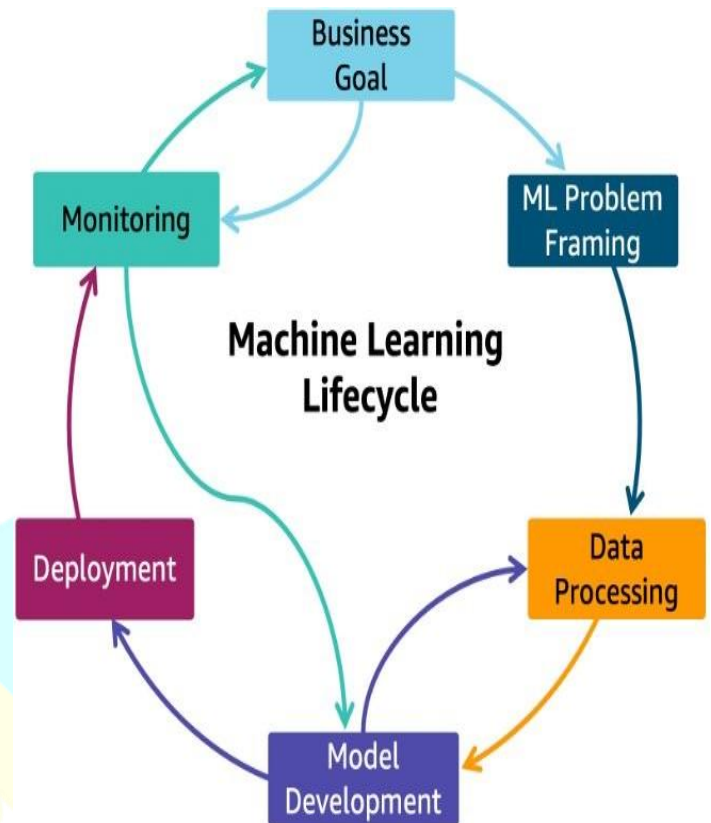 Business
Goal
Monitoring
ML Problem
Framing
Machine Learning
Lifecycle
Deployment
Data
Processing
Model
Development